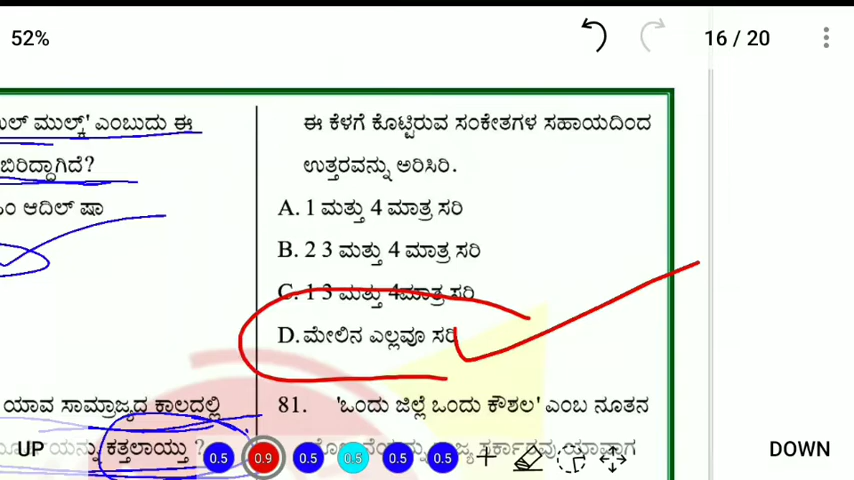 52%
16 / 20
ಮುಲ್ಕ್' ಎಂಬುದು ಈ
ಬಿರಿದ್ದಾಗಿದೆ?
ಆದಿಲ್ ಷಾ
ಯಾವ ಸಾಮ್ರಾಜ್ಯದ ಕಾಲದಲ್ಲಿ
ಯನ್ನು ಕತ್ತಲಾಯ್ತು ?
ಈ ಕೆಳಗೆ ಕೊಟ್ಟಿರುವ ಸಂಕೇತಗಳ ಸಹಾಯದಿಂದ
ಉತ್ತರವನ್ನು ಅರಿಸಿರಿ.
A. 1 ಮತ್ತು 4 ಮಾತ್ರ ಸರಿ
B. 2 3 ಮತ್ತು 4 ಮಾತ್ರ ಸರಿ
C. 1 3 ಮತ್ತು 4ಮಾತ್ರ ಸರಿ
D. ಮೇಲಿನ ಎಲ್ಲವೂ ಸರಿ
81. 'ಒಂದು ಜಿಲ್ಲೆ ಒಂದು ಕೌಶಲ' ಎಂಬ ನೂತನ
UP
0.5 0.9 0.5 0.5 0.5 0.5
DOWN